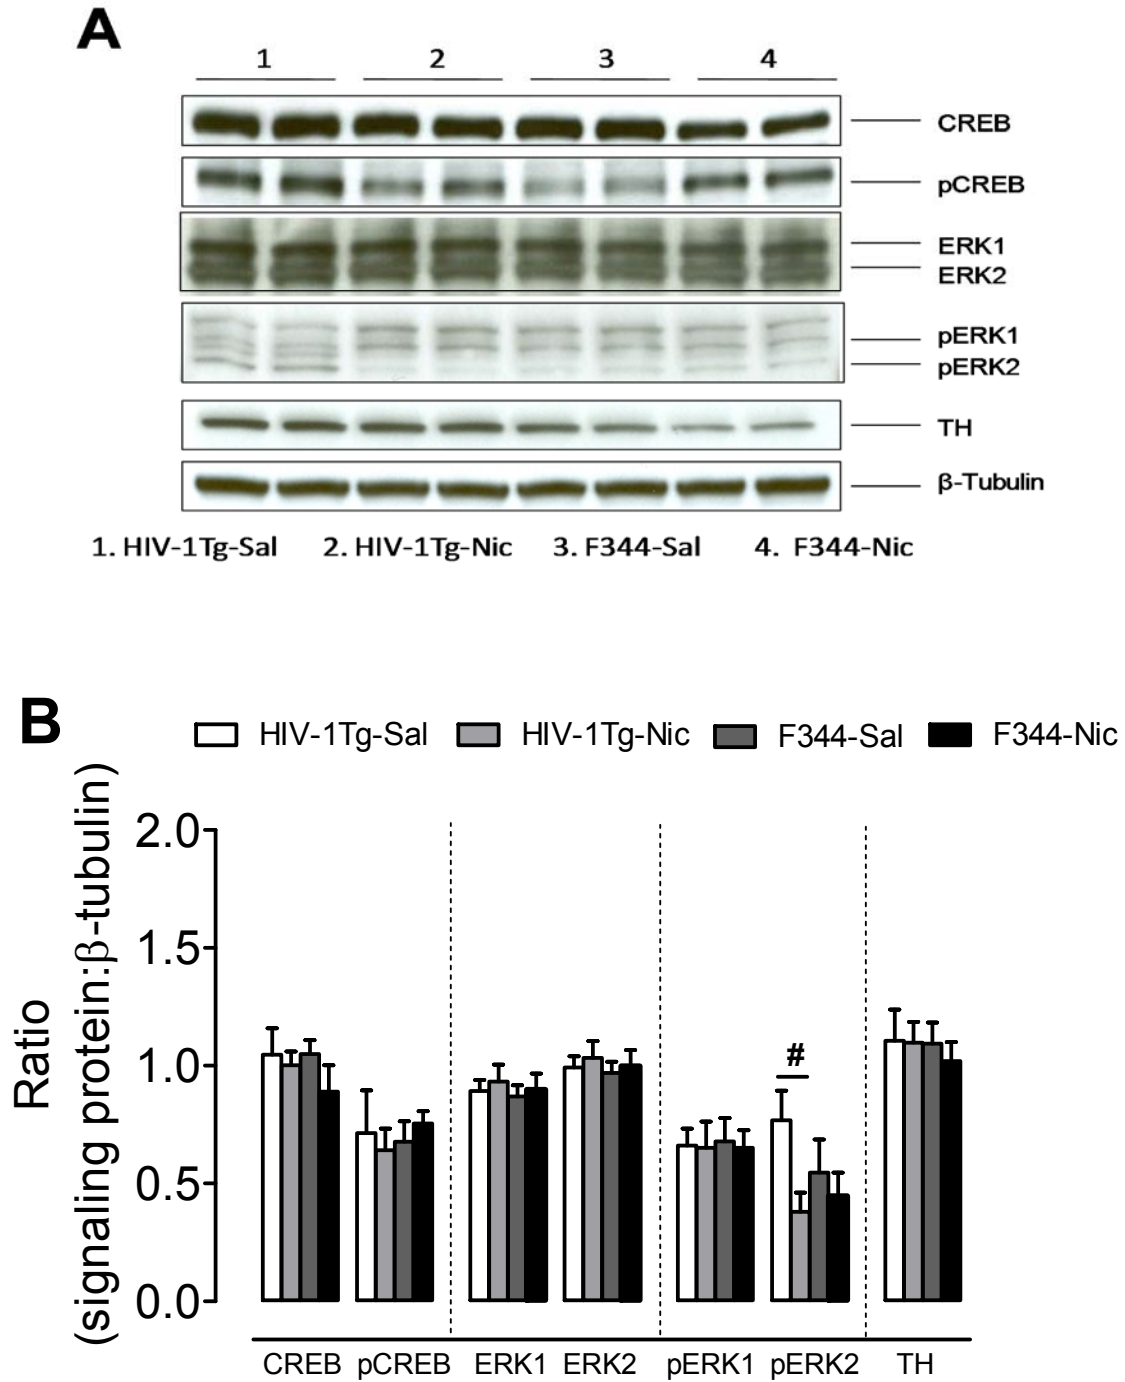 A
1 2 3 4
CREB
pCREB
ERK1
ERK2
pERK1
pERK2
TH
β-Tubulin
1. HIV-1Tg-Sal 2. HIV-1Tg-Nic 3. F344-Sal 4. F344-Nic
B
HIV-1Tg-Sal HIV-1Tg-Nic F344-Sal F344-Nic
Ratio
(signaling protein:β-tubulin)
2.0
1.5
1.0
0.5
0.0
#
CREB pCREB ERK1 ERK2 pERK1 pERK2 TH